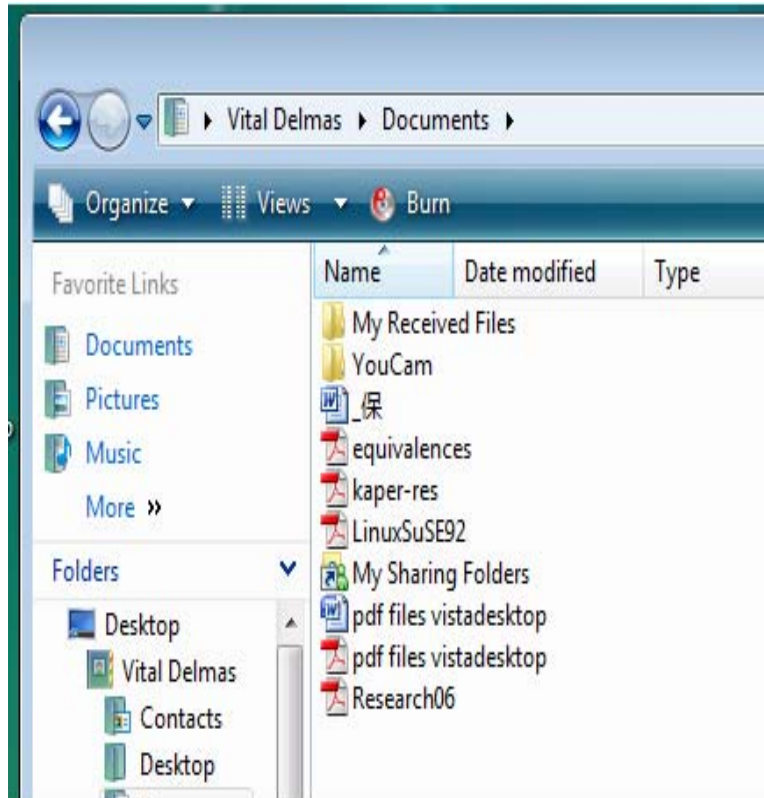 Vital Delmas Documents
Organize Views Burn
Favorite Links
Documents
Pictures
Music
More »
Folders
Desktop
Vital Delmas
Contacts
Desktop
Name Date modified Type
My Received Files
YouCam
_保
equivalences
kaper-res
LinuxSuSE92
My Sharing Folders
pdf files vistadesktop
pdf files vistadesktop
Research06